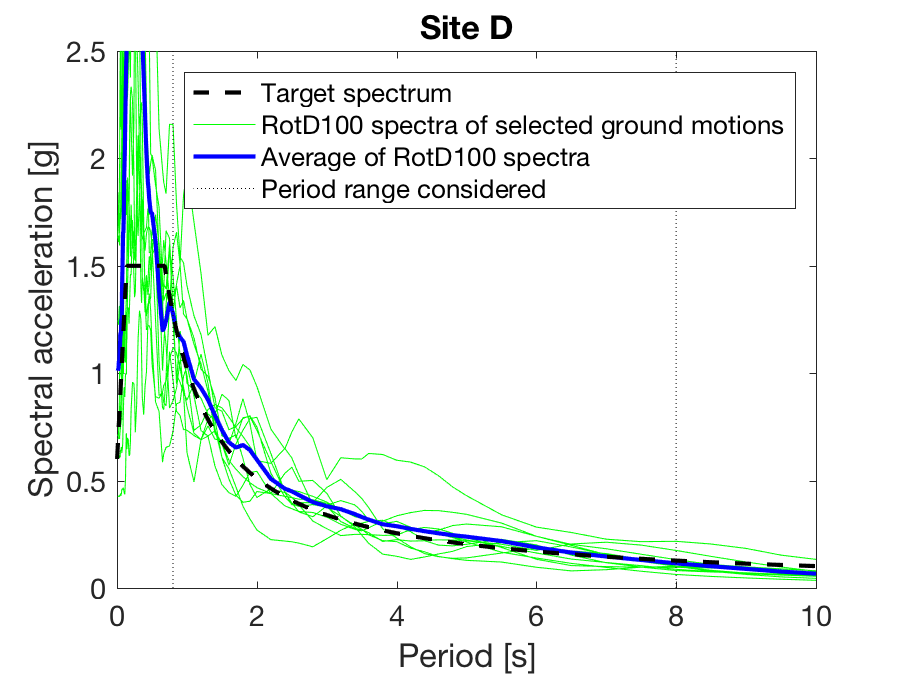 Site D
Spectral acceleration [g]
2.5
2
1.5
1
0.5
0
Target spectrum
RotD100 spectra of selected ground motions
Average of RotD100 spectra
Period range considered
0 2 4 6 8 10
Period [s]